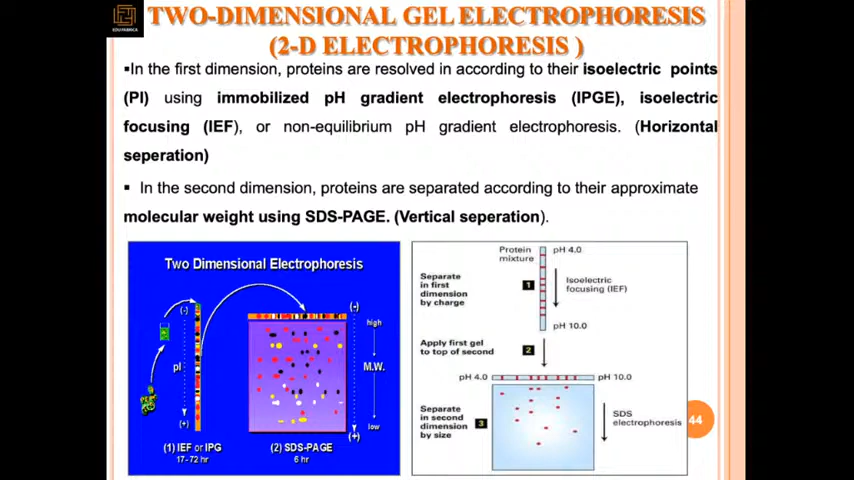 EDUFABRICA
TWO-DIMENSIONAL GEL ELECTROPHORESIS
(2-D ELECTROPHORESIS )
▪In the first dimension, proteins are resolved in according to their isoelectric points
(PI) using immobilized pH gradient electrophoresis (IPGE), isoelectric
focusing (IEF), or non-equilibrium pH gradient electrophoresis. (Horizontal
seperation)
▪ In the second dimension, proteins are separated according to their approximate
molecular weight using SDS-PAGE. (Vertical seperation).
Two Dimensional Electrophoresis
(-)
(-)
high
pI
M.W.
low
(+)
(+)
(1) IEF or IPG
17-72 hr
(2) SDS-PAGE
6 hr
Protein
mixture
pH 4.0
Separate
in first
dimension
by charge
1
Isoelectric
focusing (IEF)
pH 10.0
Apply first gel
to top of second
2
pH 4.0
pH 10.0
Separate
in second
dimension
by size
3
SDS
electrophoresis
44